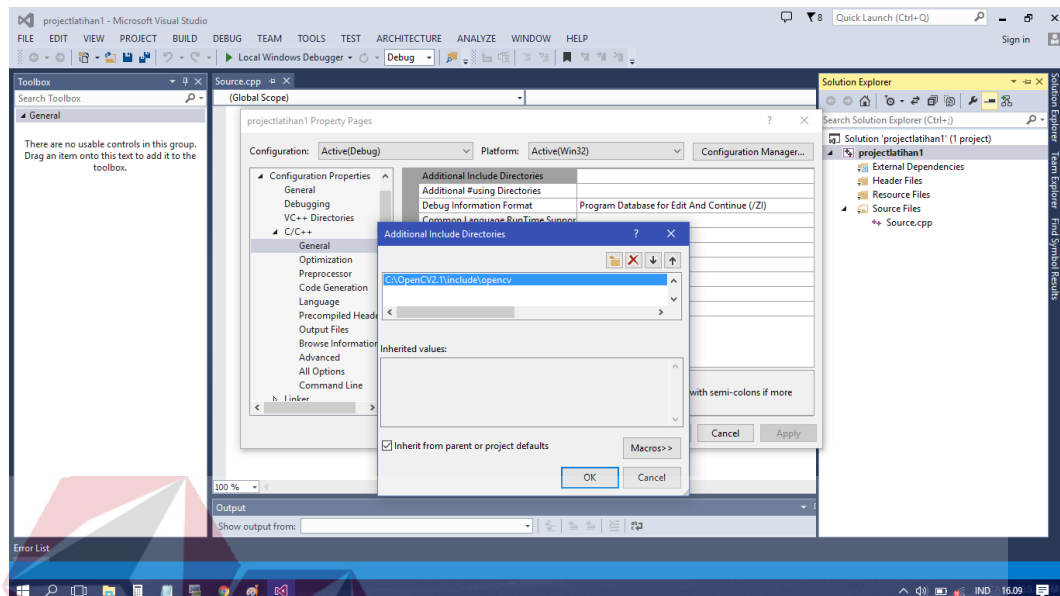 projectlatihan1 - Microsoft Visual Studio
8
Quick Launch (Ctrl+Q)
FILE EDIT VIEW PROJECT BUILD DEBUG TEAM TOOLS TEST ARCHITECTURE ANALYZE WINDOW HELP
Sign in
Local Windows Debugger
Debug
Toolbox
Search Toolbox
General
There are no usable controls in this group.
Drag an item onto this text to add it to the
toolbox.
Source.cpp
(Global Scope)
projectlatihan1 Property Pages
Configuration: Active(Debug)
Platform: Active(Win32)
Configuration Manager...
Configuration Properties
General
Debugging
VC++ Directories
C/C++
General
Optimization
Preprocessor
Code Generation
Language
Precompiled Heade
Output Files
Browse Information
Advanced
All Options
Command Line
Linker
Additional Include Directories
Additional #using Directories
Debug Information Format Program Database for Edit And Continue (/ZI)
Common Language RunTime Suppor
with semi-colons if more
Cancel Apply
Additional Include Directories
C:\OpenCV2.1\include\opencv
Inherited values:
Inherit from parent or project defaults
Macros>>
OK Cancel
100 %
Output
Show output from:
Solution Explorer
Search Solution Explorer (Ctrl+;)
Solution 'projectlatihan1' (1 project)
projectlatihan1
External Dependencies
Header Files
Resource Files
Source Files
Source.cpp
Solution Explorer
Team Explorer
Find Symbol Results
Error List
IND 16.09